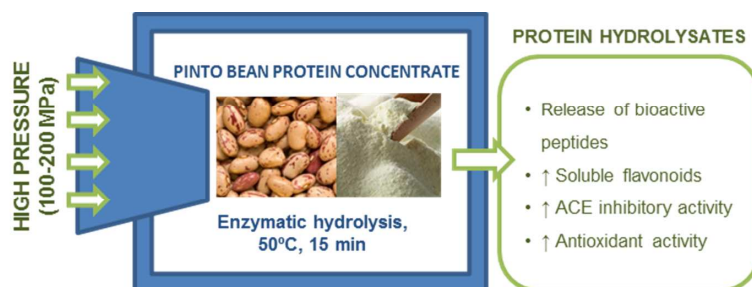 HIGH PRESSURE
(100-200 MPa)
PINTO BEAN PROTEIN CONCENTRATE
Enzymatic hydrolysis,
50ºC, 15 min
PROTEIN HYDROLYSATES
• Release of bioactive
peptides
• ↑ Soluble flavonoids
• ↑ ACE inhibitory activity
• ↑ Antioxidant activity